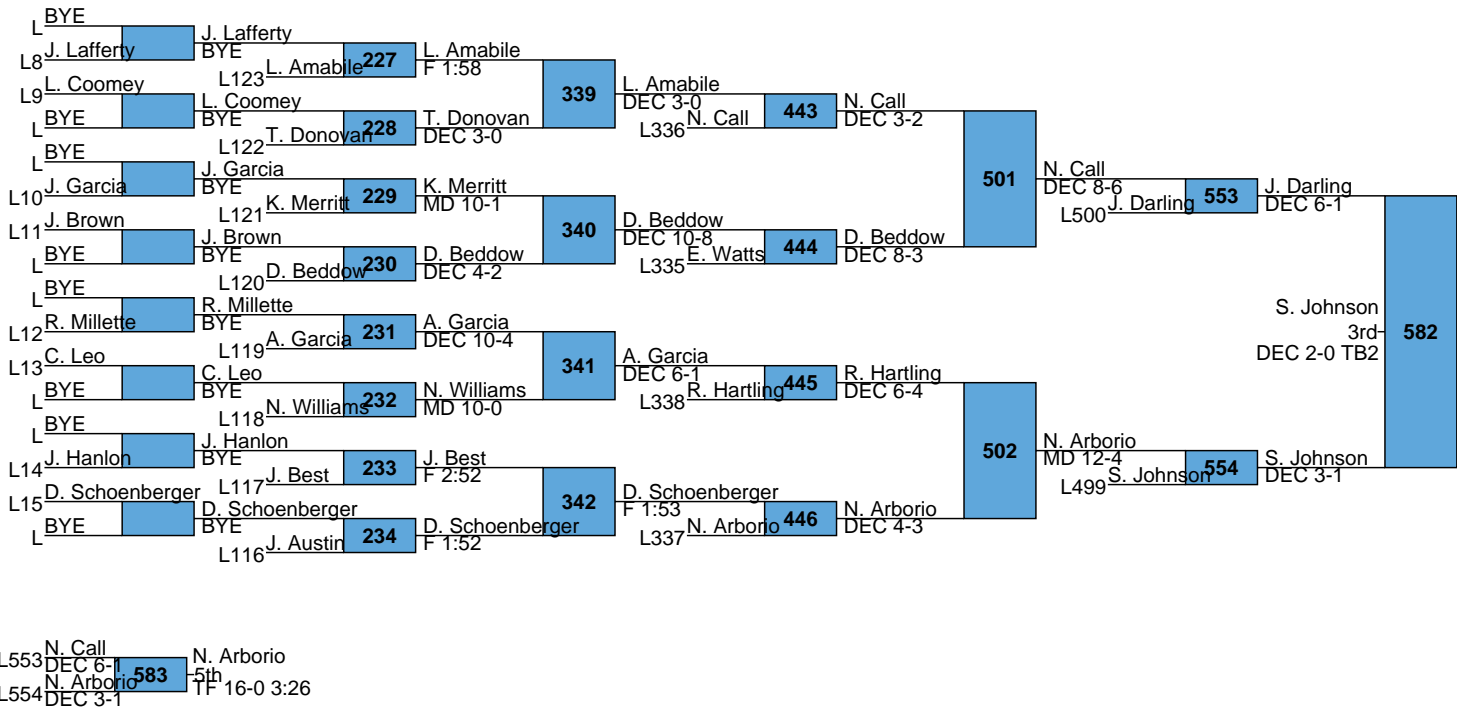 BYE
L
J. Lafferty
L8
J. Lafferty
BYE
L. Coomey
L9
BYE
L
L. Coomey
BYE
BYE
L
J. Garcia
L10
J. Garcia
BYE
J. Brown
L11
BYE
L
J. Brown
BYE
BYE
L
R. Millette
L12
R. Millette
BYE
C. Leo
L13
BYE
L
C. Leo
BYE
BYE
L
J. Hanlon
L14
J. Hanlon
BYE
D. Schoenberger
L15
BYE
L
D. Schoenberger
BYE
L123
L. Amabile
227
L. Amabile
F 1:58
L122
T. Donovan
228
T. Donovan
DEC 3-0
L121
K. Merritt
229
K. Merritt
MD 10-1
L120
D. Beddow
230
D. Beddow
DEC 4-2
L119
A. Garcia
231
A. Garcia
DEC 10-4
L118
N. Williams
232
N. Williams
MD 10-0
L117
J. Best
233
J. Best
F 2:52
L116
J. Austin
234
D. Schoenberger
F 1:52
339
L. Amabile
DEC 3-0
340
D. Beddow
DEC 10-8
341
A. Garcia
DEC 6-1
342
D. Schoenberger
F 1:53
L336
N. Call
443
N. Call
DEC 3-2
L335
E. Watts
444
D. Beddow
DEC 8-3
L338
R. Hartling
445
R. Hartling
DEC 6-4
L337
N. Arborio
446
N. Arborio
DEC 4-3
501
N. Call
DEC 8-6
502
N. Arborio
MD 12-4
L500
J. Darling
553
J. Darling
DEC 6-1
L499
S. Johnson
554
S. Johnson
DEC 3-1
S. Johnson
3rd
DEC 2-0 TB2
582
L553
N. Call
DEC 6-1
L554
N. Arborio
DEC 3-1
583
N. Arborio
5th
TF 16-0 3:26